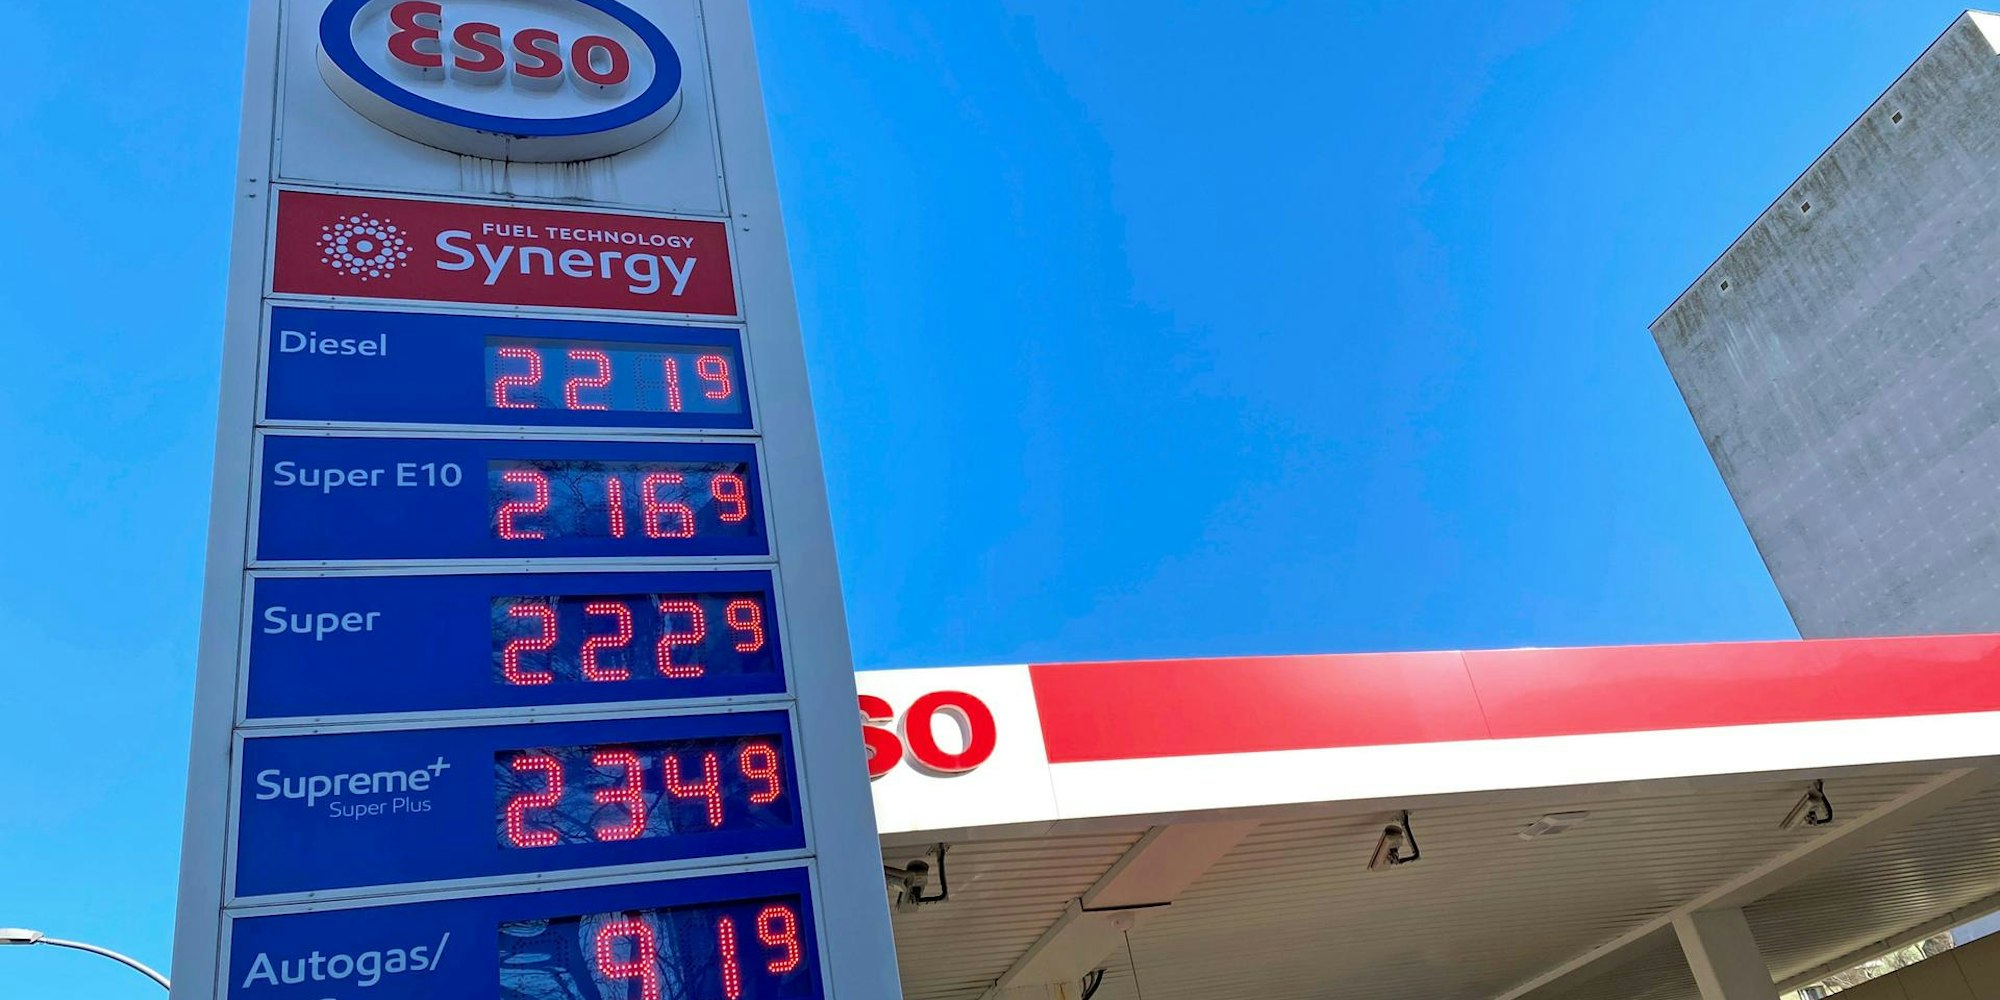 Esso
FUEL TECHNOLOGY
Synergy
Diesel 221⁹
Super E10 216⁹
Super 222⁹
Supreme+ 234⁹
Super Plus
Autogas/ 91⁹
so